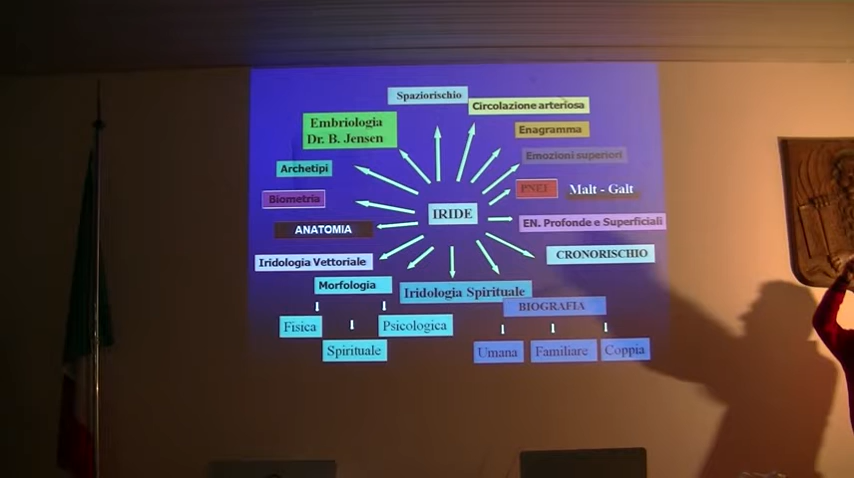 Spaziorischio
Circolazione arteriosa
Embriologia
Dr. B. Jensen
Enagramma
Emozioni superiori
Archetipi
PNEI
Malt - Galt
Biometria
IRIDE
EN. Profonde e Superficiali
ANATOMIA
CRONORISCHIO
Iridologia Vettoriale
Morfologia
Iridologia Spirituale
BIOGRAFIA
Fisica
Psicologica
Spirituale
Umana
Familiare
Coppia